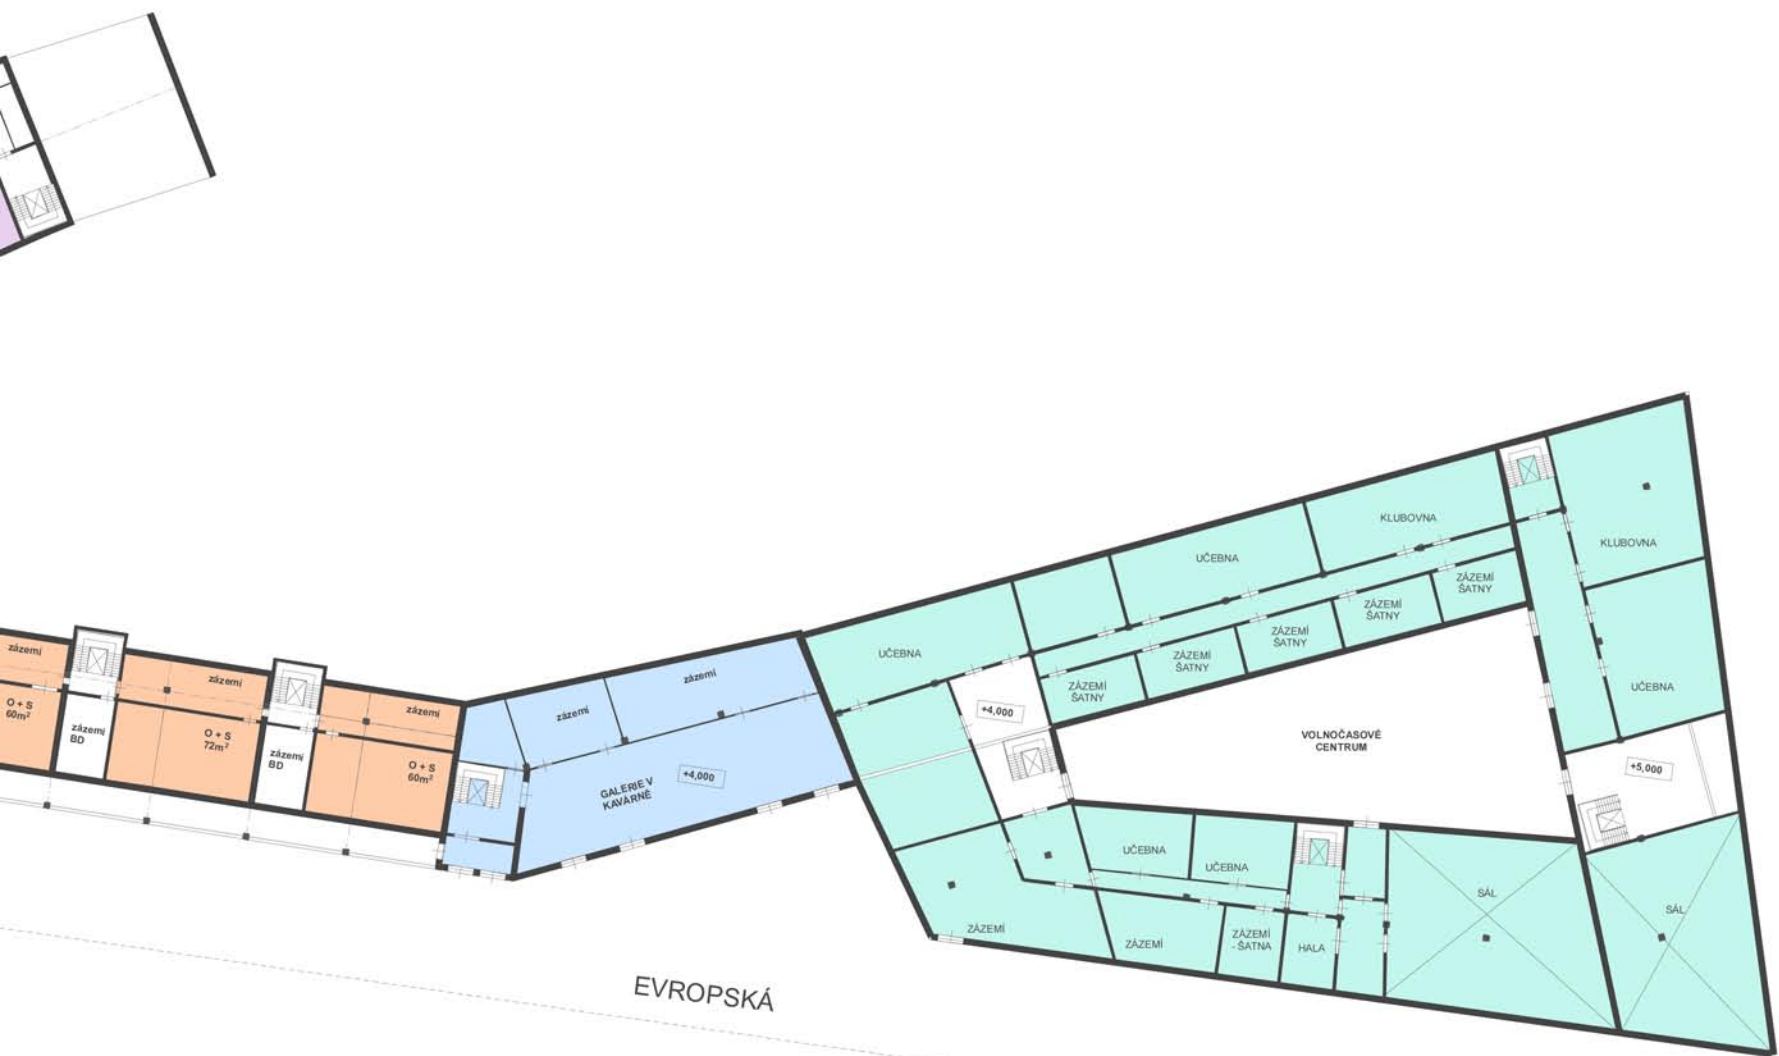 KLUBOVNA
KLUBOVNA
UČEBNA
ZÁZEMÍ
ŠATNY
ZÁZEMÍ
ŠATNY
ZÁZEMÍ
ŠATNY
ZÁZEMÍ
ŠATNY
ZÁZEMÍ
ŠATNY
UČEBNA
UČEBNA
+4,000
VOLNOČASOVÉ
CENTRUM
+5,000
zázemí
zázemí
zázemí
zázemí
zázemí
O + S
60m²
zázemí
BD
O + S
72m²
zázemí
BD
O + S
60m²
GALERIE V
KAVÁRNĚ
+4,000
UČEBNA
UČEBNA
SÁL
SÁL
ZÁZEMÍ
ZÁZEMÍ
ZÁZEMÍ
- ŠATNA
HALA
EVROPSKÁ